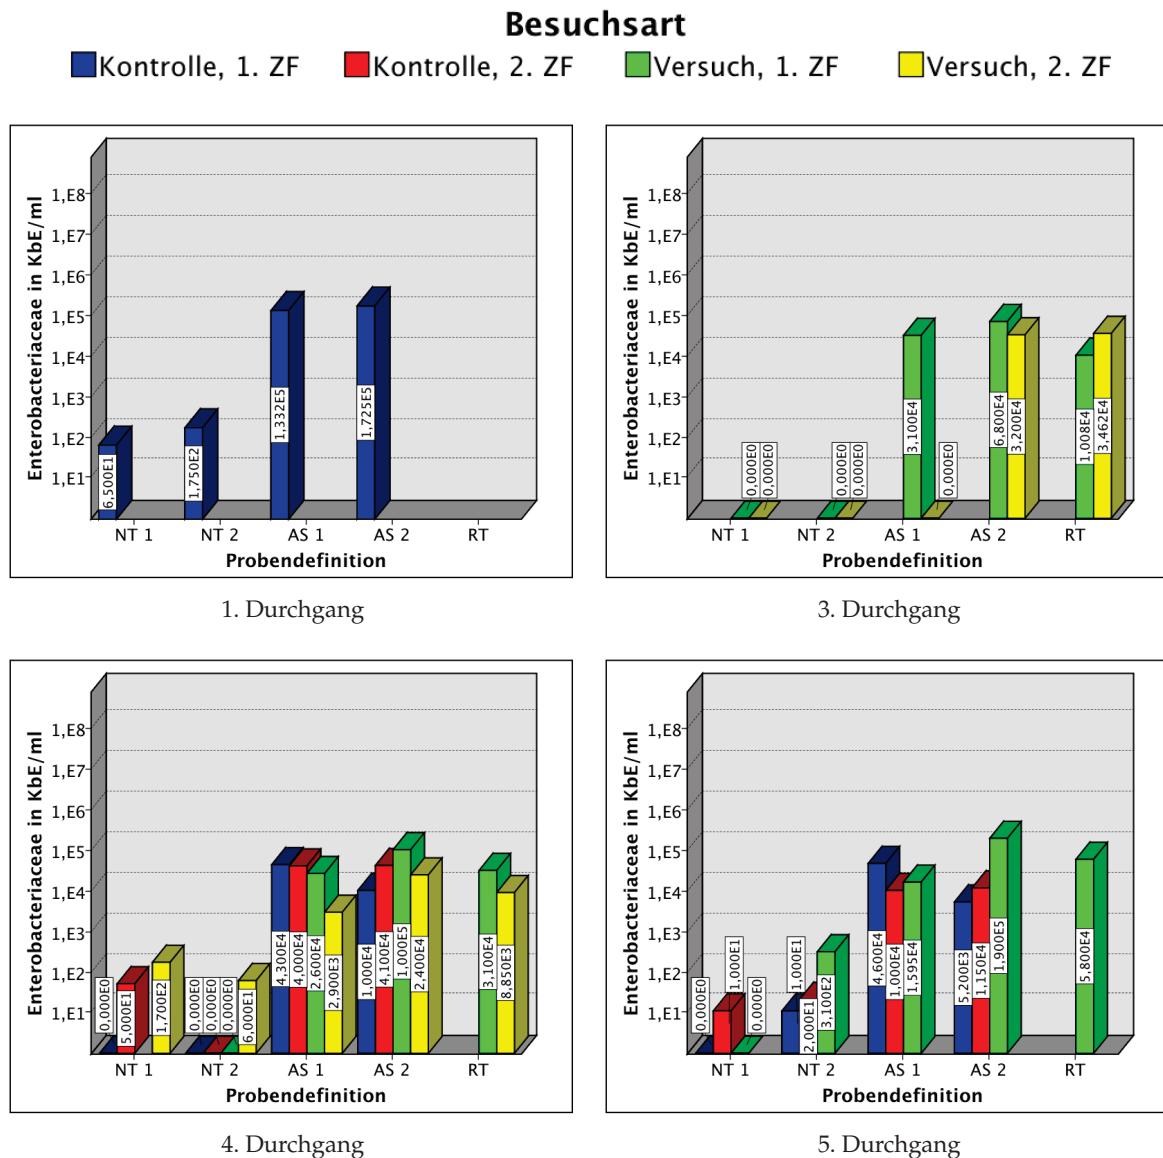 Besuchsart
Kontrolle, 1. ZF Kontrolle, 2. ZF Versuch, 1. ZF Versuch, 2. ZF
Enterobacteriaceae in KbE/ml
1,E8
1,E7
1,E6
1,E5
1,E4
1,E3
1,E2
1,E1
6,500E1
1,750E2
1,332E5
1,725E5
NT 1 NT 2 AS 1 AS 2 RT
Probendefinition
1. Durchgang
Enterobacteriaceae in KbE/ml
1,E8
1,E7
1,E6
1,E5
1,E4
1,E3
1,E2
1,E1
0,000E0
0,000E0
0,000E0
0,000E0
3,100E4
0,000E0
6,800E4
3,200E4
1,008E4
3,462E4
NT 1 NT 2 AS 1 AS 2 RT
Probendefinition
3. Durchgang
Enterobacteriaceae in KbE/ml
1,E8
1,E7
1,E6
1,E5
1,E4
1,E3
1,E2
1,E1
0,000E0
5,000E1
1,700E2
0,000E0
0,000E0
0,000E0
6,000E1
4,300E4
4,000E4
2,600E4
2,900E3
1,000E4
4,100E4
1,000E5
2,400E4
3,100E4
8,850E3
NT 1 NT 2 AS 1 AS 2 RT
Probendefinition
4. Durchgang
Enterobacteriaceae in KbE/ml
1,E8
1,E7
1,E6
1,E5
1,E4
1,E3
1,E2
1,E1
0,000E0
1,000E1
0,000E0
1,000E1
2,000E1
3,100E2
4,600E4
1,000E4
1,595E4
5,200E3
1,150E4
1,900E5
5,800E4
NT 1 NT 2 AS 1 AS 2 RT
Probendefinition
5. Durchgang